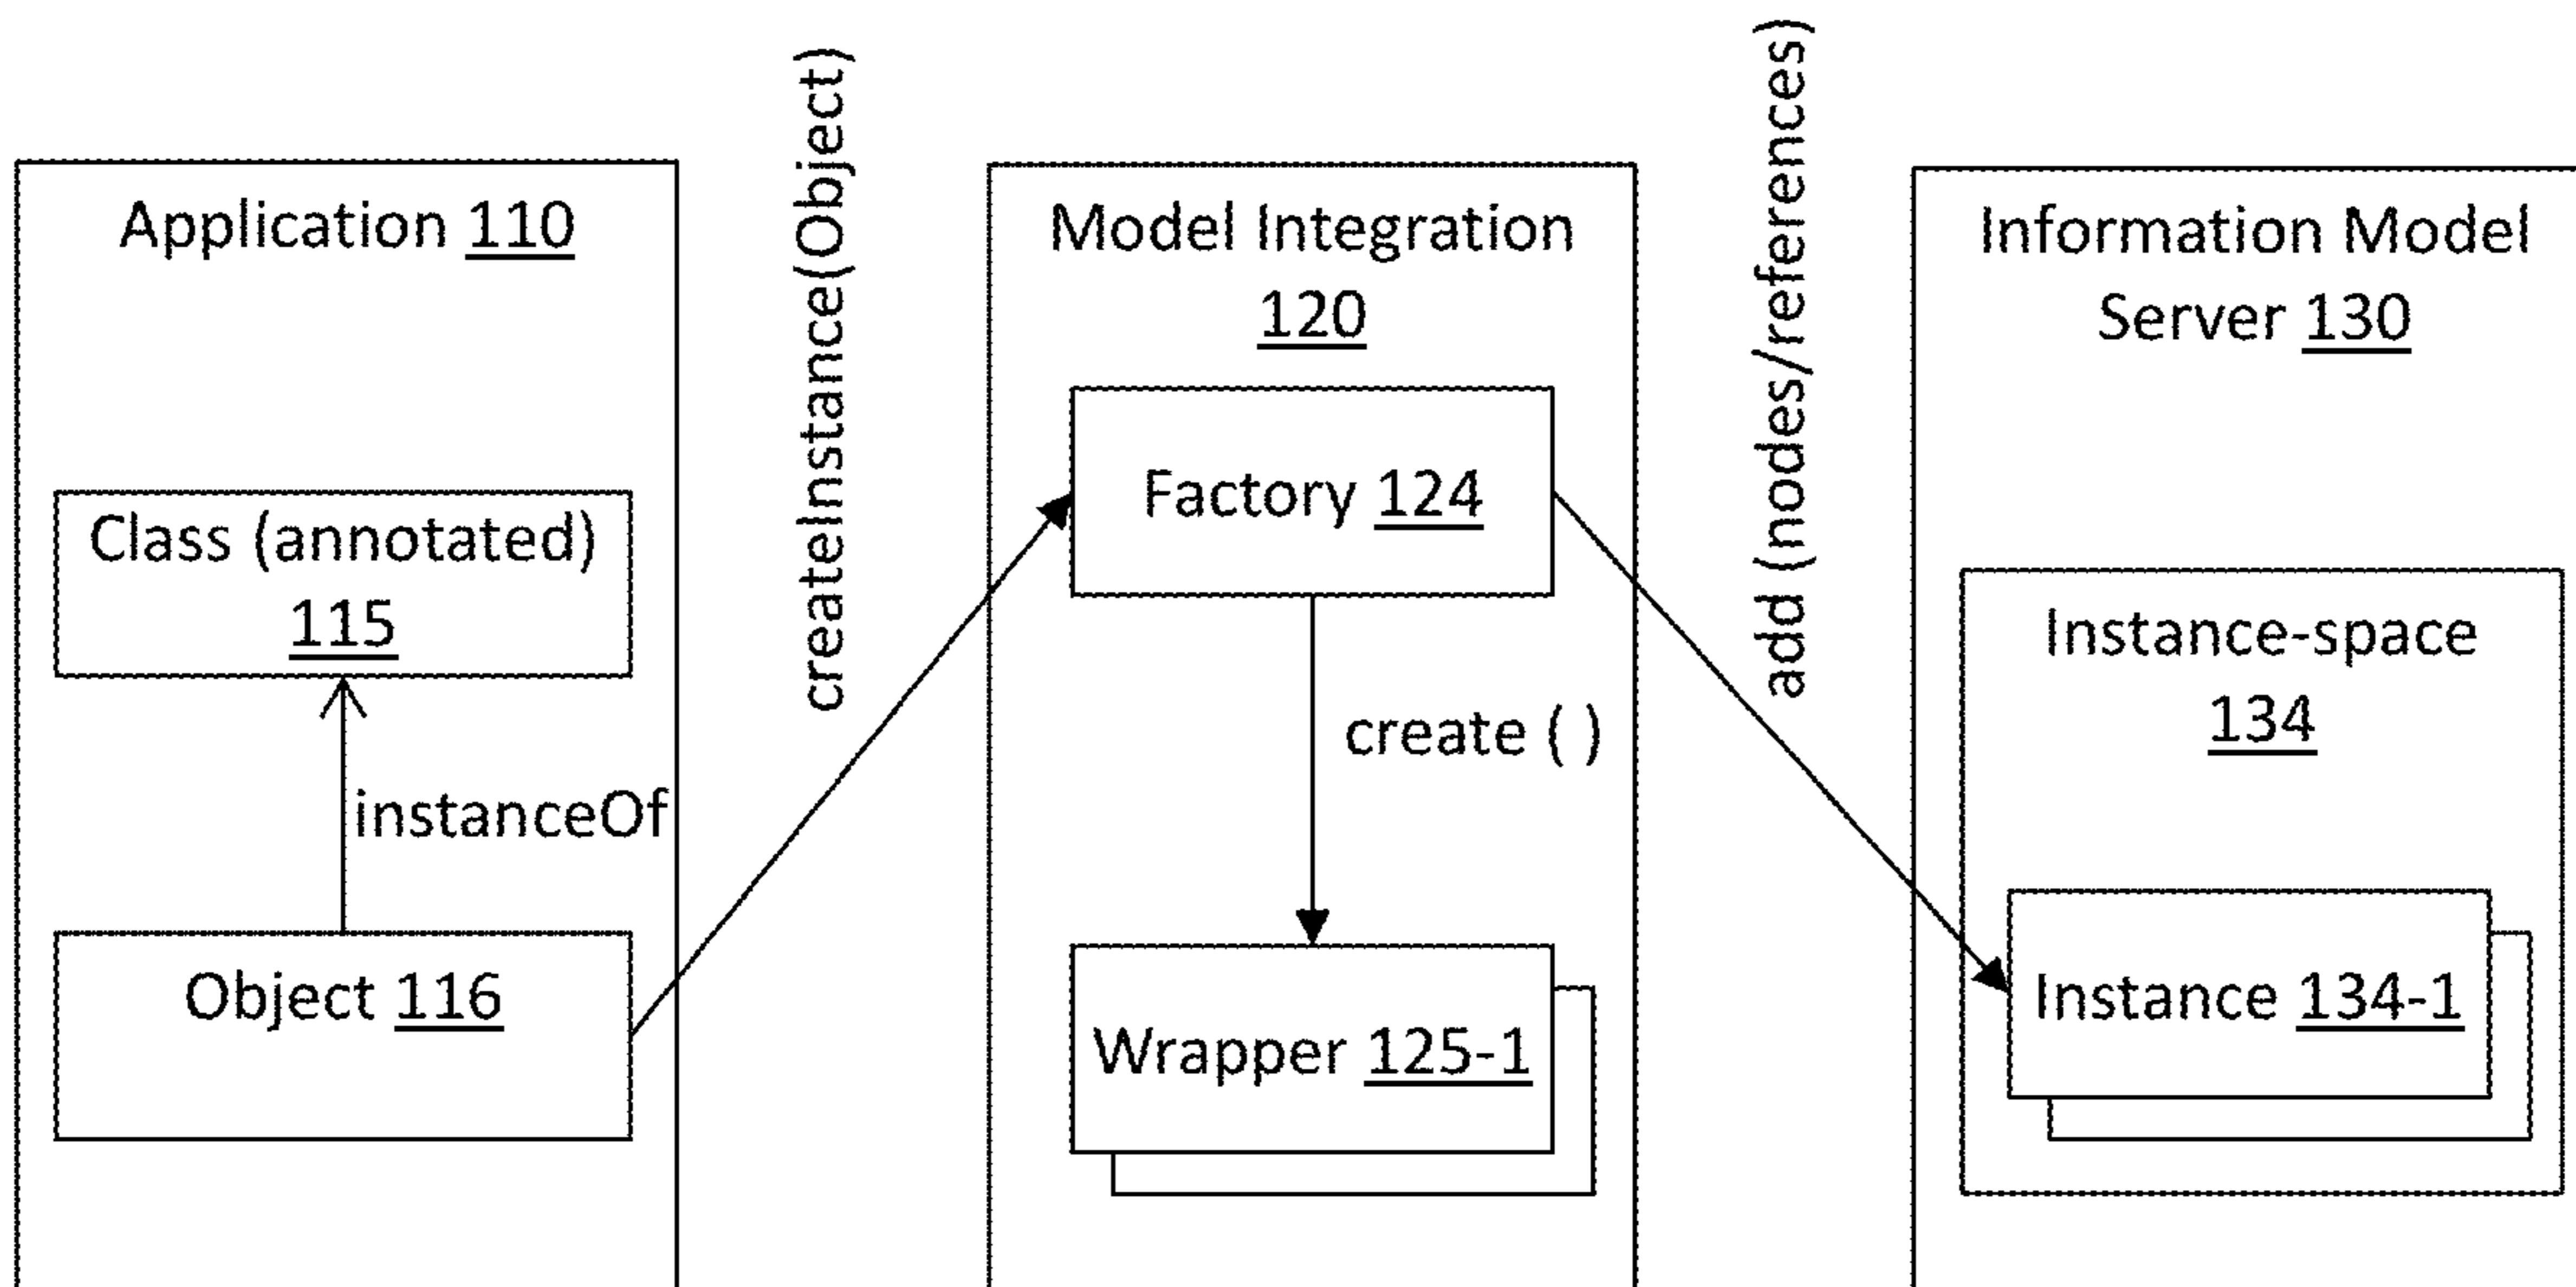 Application 110
Class (annotated)
115
instanceOf
Object 116
createInstance(Object)
Model Integration
120
Factory 124
create ( )
Wrapper 125-1
add (nodes/references)
Information Model
Server 130
Instance-space
134
Instance 134-1